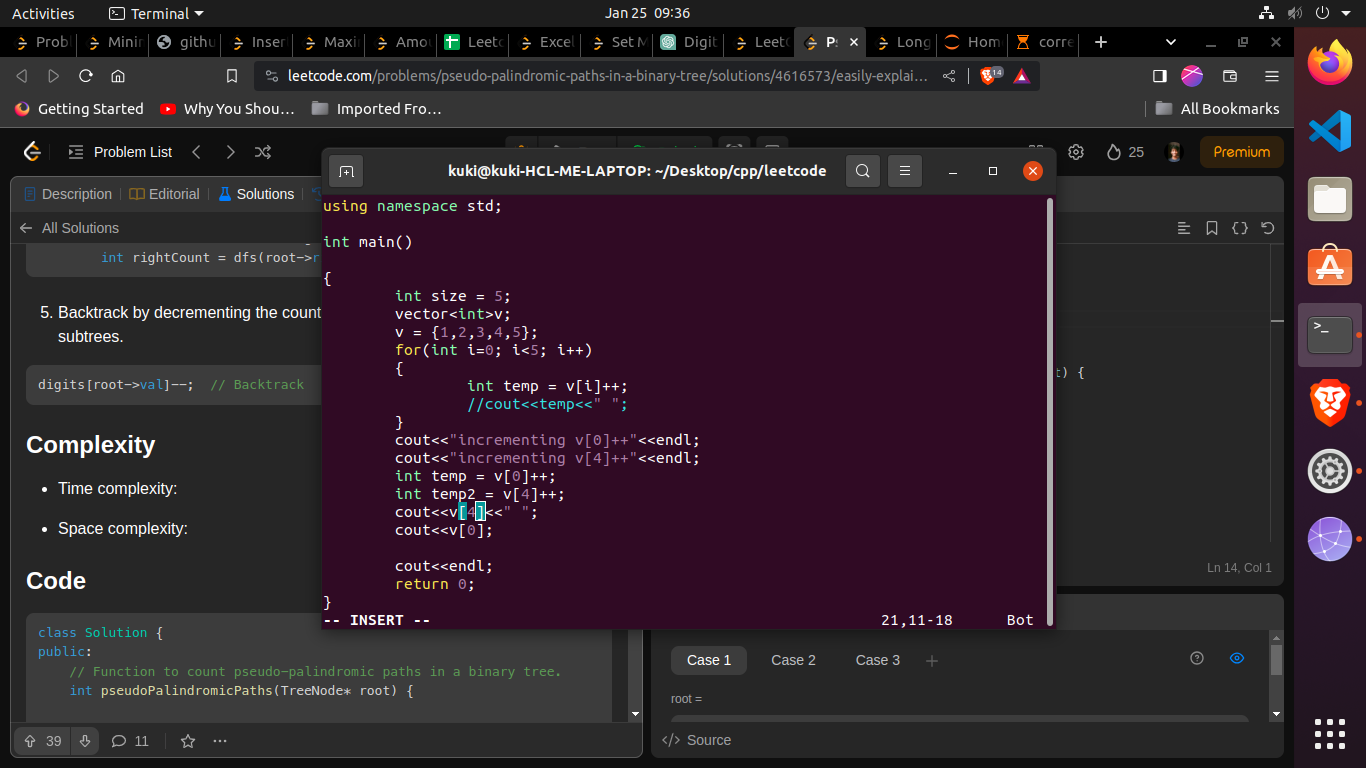 Activities
Terminal
Jan 25 09:36
Probl
Minir
githu
Inser
Maxi
Amou
Leetc
Excel
Set M
Digit
LeetC
Ps
Long
Hom
corre
leetcode.com/problems/pseudo-palindromic-paths-in-a-binary-tree/solutions/4616573/easily-explai...
14
Getting Started
Why You Shou...
Imported Fro...
All Bookmarks
Problem List
25
Premium
Description
Editorial
Solutions
All Solutions
int rightCount = dfs(root->r
5. Backtrack by decrementing the count
subtrees.
digits[root->val]--;  // Backtrack
Complexity
• Time complexity:
• Space complexity:
Code
class Solution {
public:
// Function to count pseudo-palindromic paths in a binary tree.
int pseudoPalindromicPaths(TreeNode* root) {
39
11
kuki@kuki-HCL-ME-LAPTOP: ~/Desktop/cpp/leetcode
using namespace std;
int main()
{
int size = 5;
vector<int>v;
v = {1,2,3,4,5};
for(int i=0; i<5; i++)
{
int temp = v[i]++;
//cout<<temp<<" ";
}
cout<<"incrementing v[0]++"<<endl;
cout<<"incrementing v[4]++"<<endl;
int temp = v[0]++;
int temp2 = v[4]++;
cout<<v[4]<<" ";
cout<<v[0];
cout<<endl;
return 0;
}
-- INSERT --
21,11-18
Bot
t) {
Ln 14, Col 1
Case 1
Case 2
Case 3
root =
Source